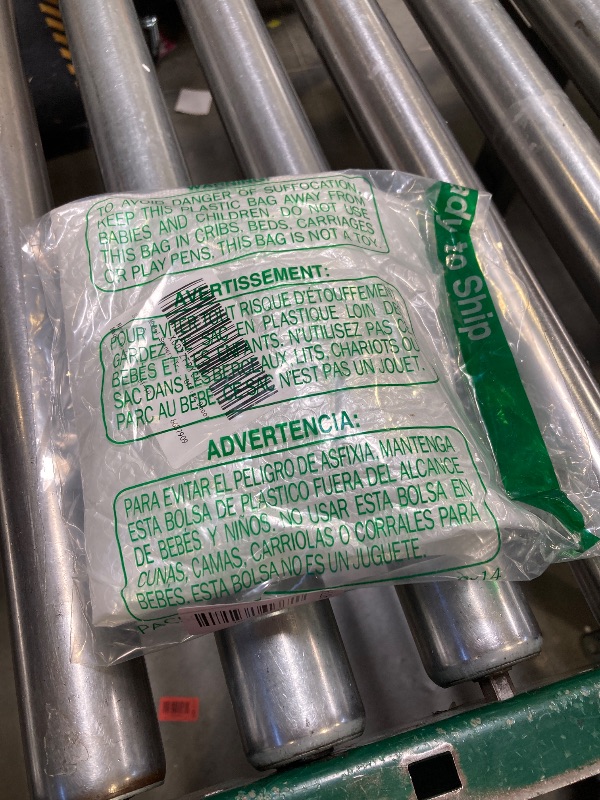 WARNING
TO AVOID DANGER OF SUFFOCATION,
KEEP THIS PLASTIC BAG AWAY FROM
BABIES AND CHILDREN. DO NOT USE
THIS BAG IN CRIBS, BEDS, CARRIAGES
OR PLAY PENS. THIS BAG IS NOT A TOY.
ady to Ship
AVERTISSEMENT:
POUR ÉVITER TOUT RISQUE D'ÉTOUFFEMENT
GARDEZ CE SAC EN PLASTIQUE LOIN DE
BÉBÉS ET DES ENFANTS. N'UTILISEZ PAS CE
SAC DANS LES BERCEAUX LITS, CHARIOTS OU
PARC AU BÉBÉ. CE SAC N'EST PAS UN JOUET.
ADVERTENCIA:
PARA EVITAR EL PELIGRO DE ASFIXIA, MANTENGA
ESTA BOLSA DE PLÁSTICO FUERA DEL ALCANCE
DE BEBÉS Y NIÑOS. NO USAR ESTA BOLSA EN
CUNAS, CAMAS, CARRIOLAS O CORRALES PARA
BEBÉS. ESTA BOLSA NO ES UN JUGUETE.